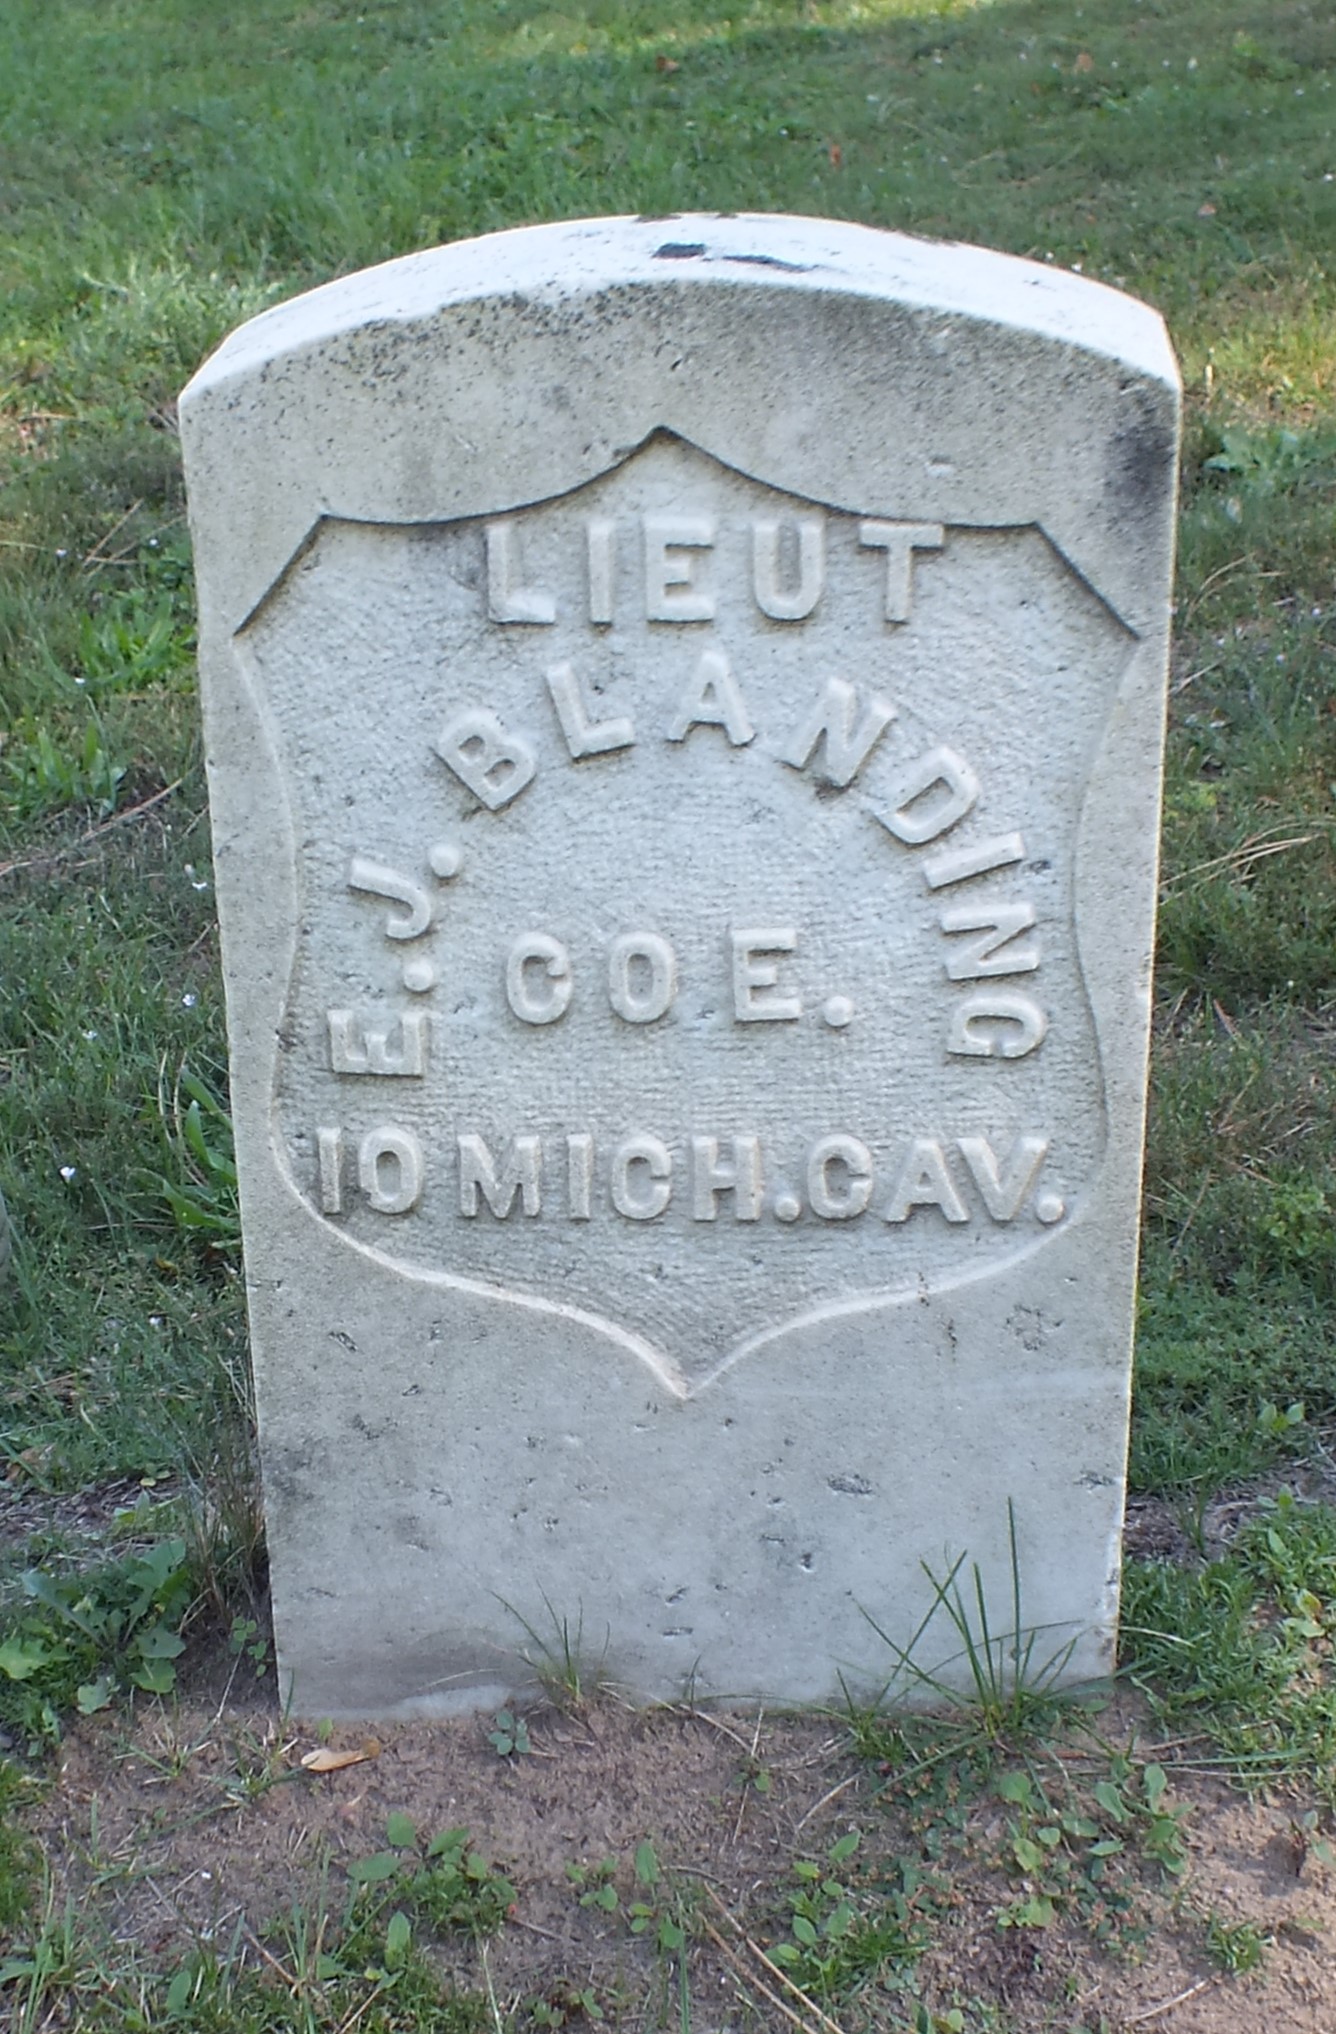 LIEUT
E.J. BLANDING
CO E.
10 MICH. CAV.